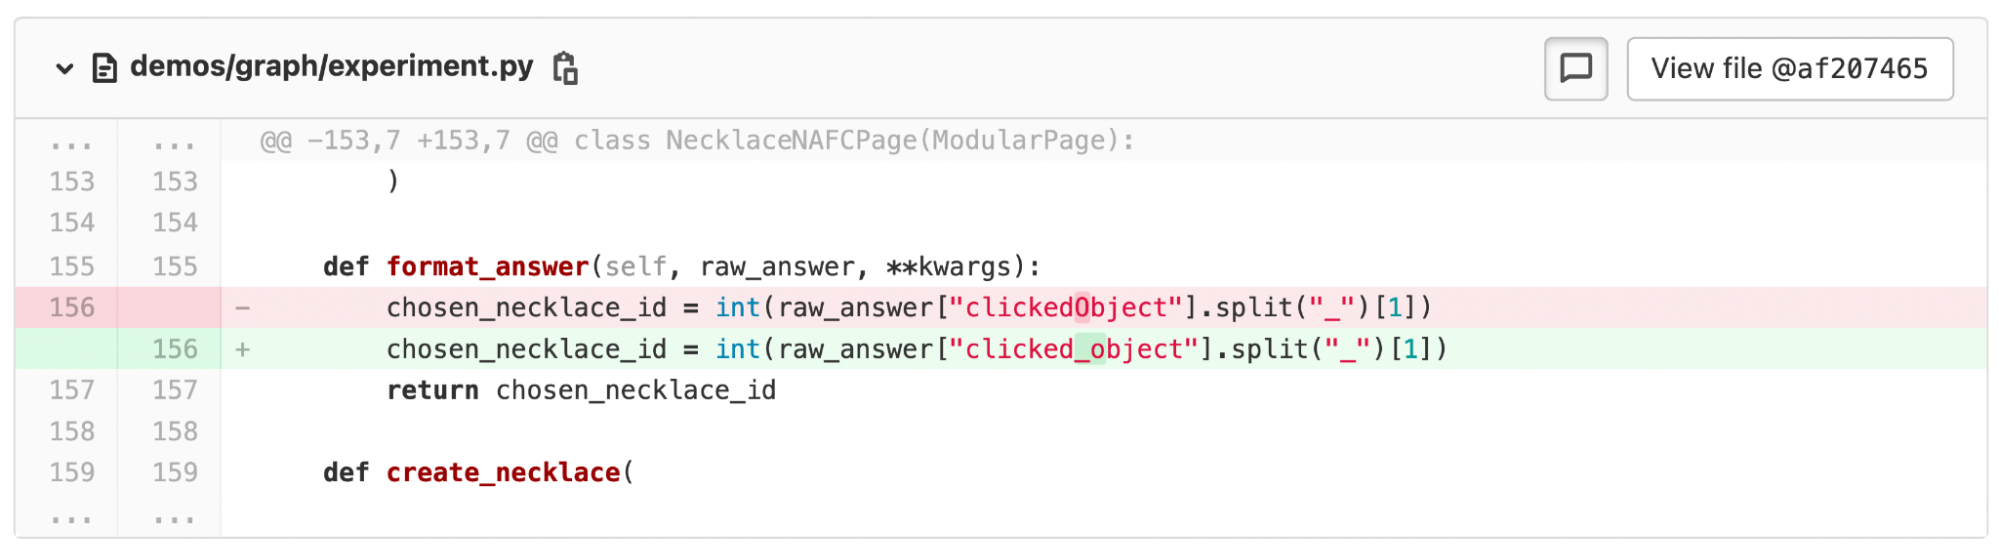 demos/graph/experiment.py View file @af207465
... ... @@ -153,7 +153,7 @@ class NecklaceNAFCPage(ModularPage):
153 153 )
154 154
155 155 def format_answer(self, raw_answer, **kwargs):
156 - chosen_necklace_id = int(raw_answer["clickedObject"].split("_")[1])
156 + chosen_necklace_id = int(raw_answer["clicked_object"].split("_")[1])
157 157 return chosen_necklace_id
158 158
159 159 def create_necklace(
... ...